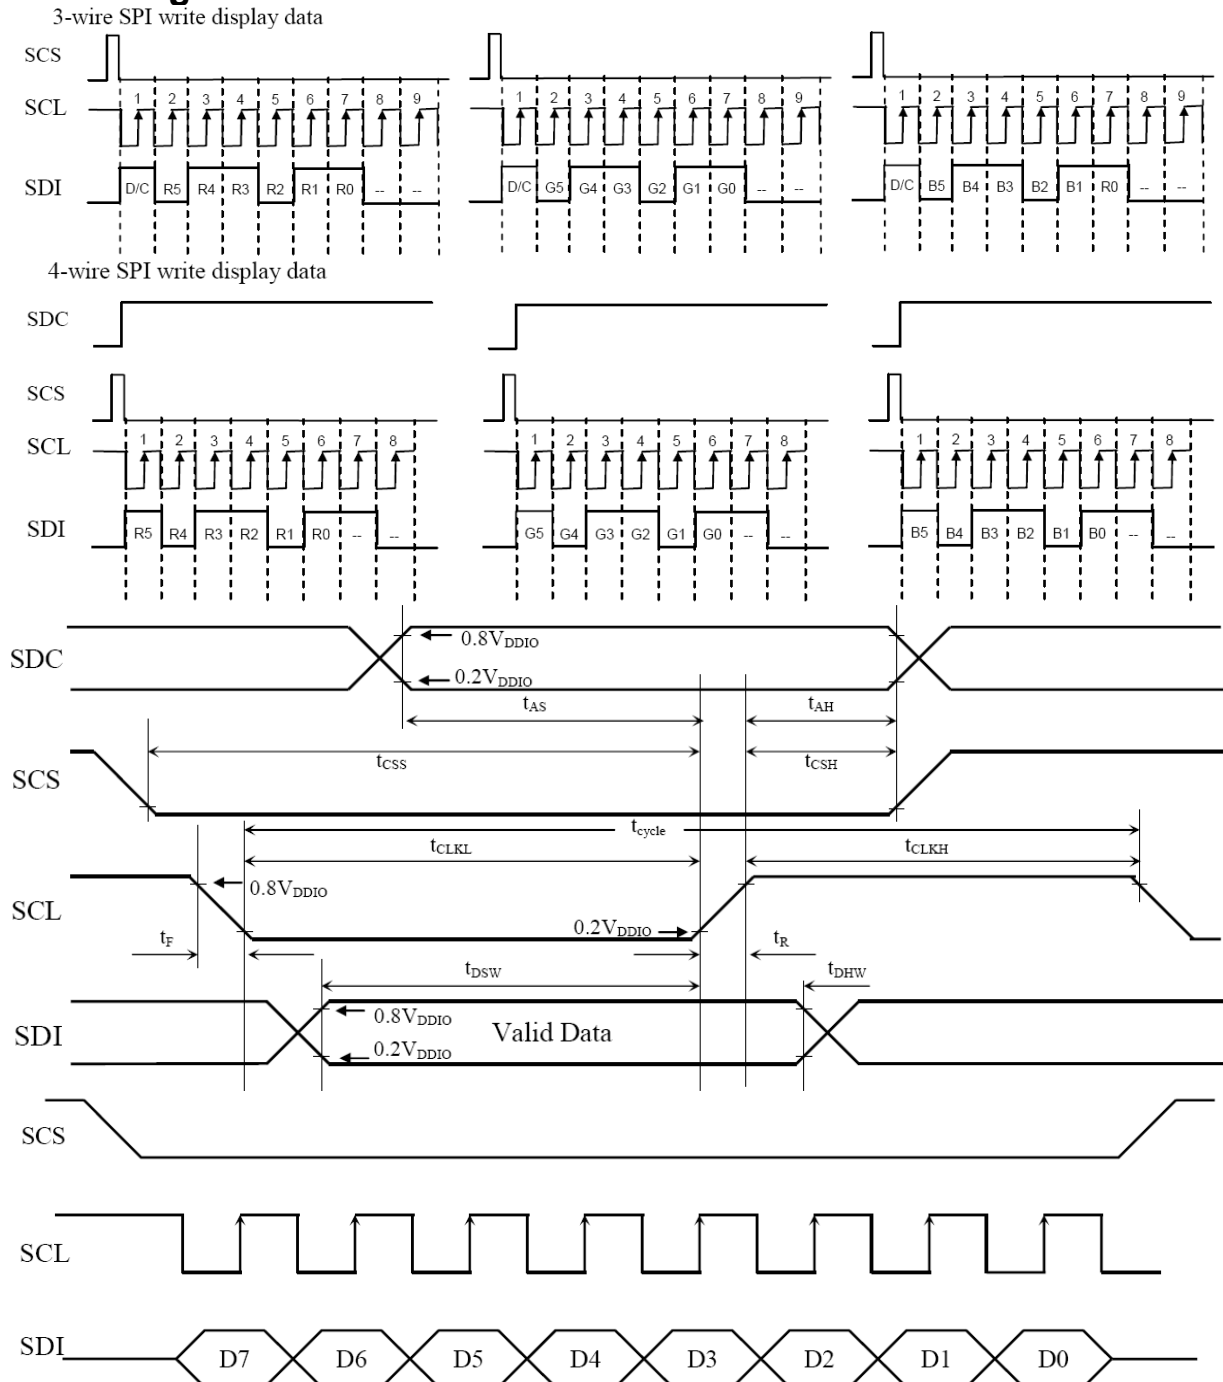 3-wire SPI write display data
SCS
SCL 1 2 3 4 5 6 7 8 9 1 2 3 4 5 6 7 8 9 1 2 3 4 5 6 7 8 9
SDI D/C R5 R4 R3 R2 R1 R0 -- -- D/C G5 G4 G3 G2 G1 G0 -- -- D/C B5 B4 B3 B2 B1 R0 -- --
4-wire SPI write display data
SDC
SCS
SCL 1 2 3 4 5 6 7 8 1 2 3 4 5 6 7 8 1 2 3 4 5 6 7 8
SDI R5 R4 R3 R2 R1 R0 -- -- G5 G4 G3 G2 G1 G0 -- -- B5 B4 B3 B2 B1 B0 -- --
0.8VDDIO
SDC
0.2VDDIO
tAS tAH
SCS tCSS tCSH
tcycle
tCLKL tCLKH
0.8VDDIO
SCL
0.2VDDIO
tF tR
tDSW tDHW
0.8VDDIO
SDI Valid Data
0.2VDDIO
SCS
SCL
SDI D7 D6 D5 D4 D3 D2 D1 D0